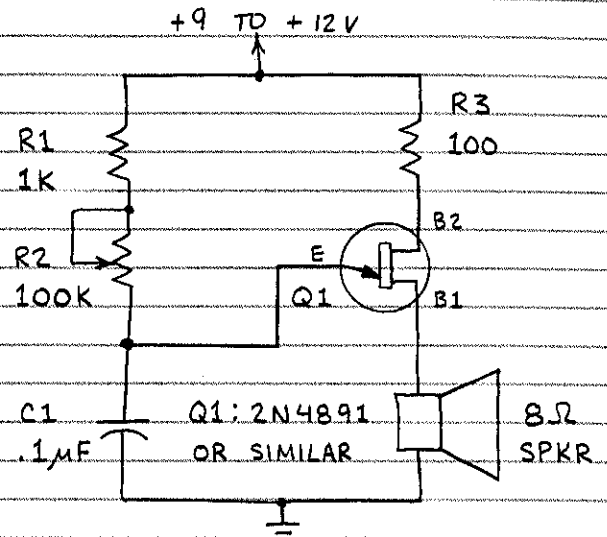 +9 TO +12V
R1
1K
R3
100
B2
R2
100K
E
Q1
B1
C1
.1µF
Q1: 2N4891
OR SIMILAR
8Ω
SPKR